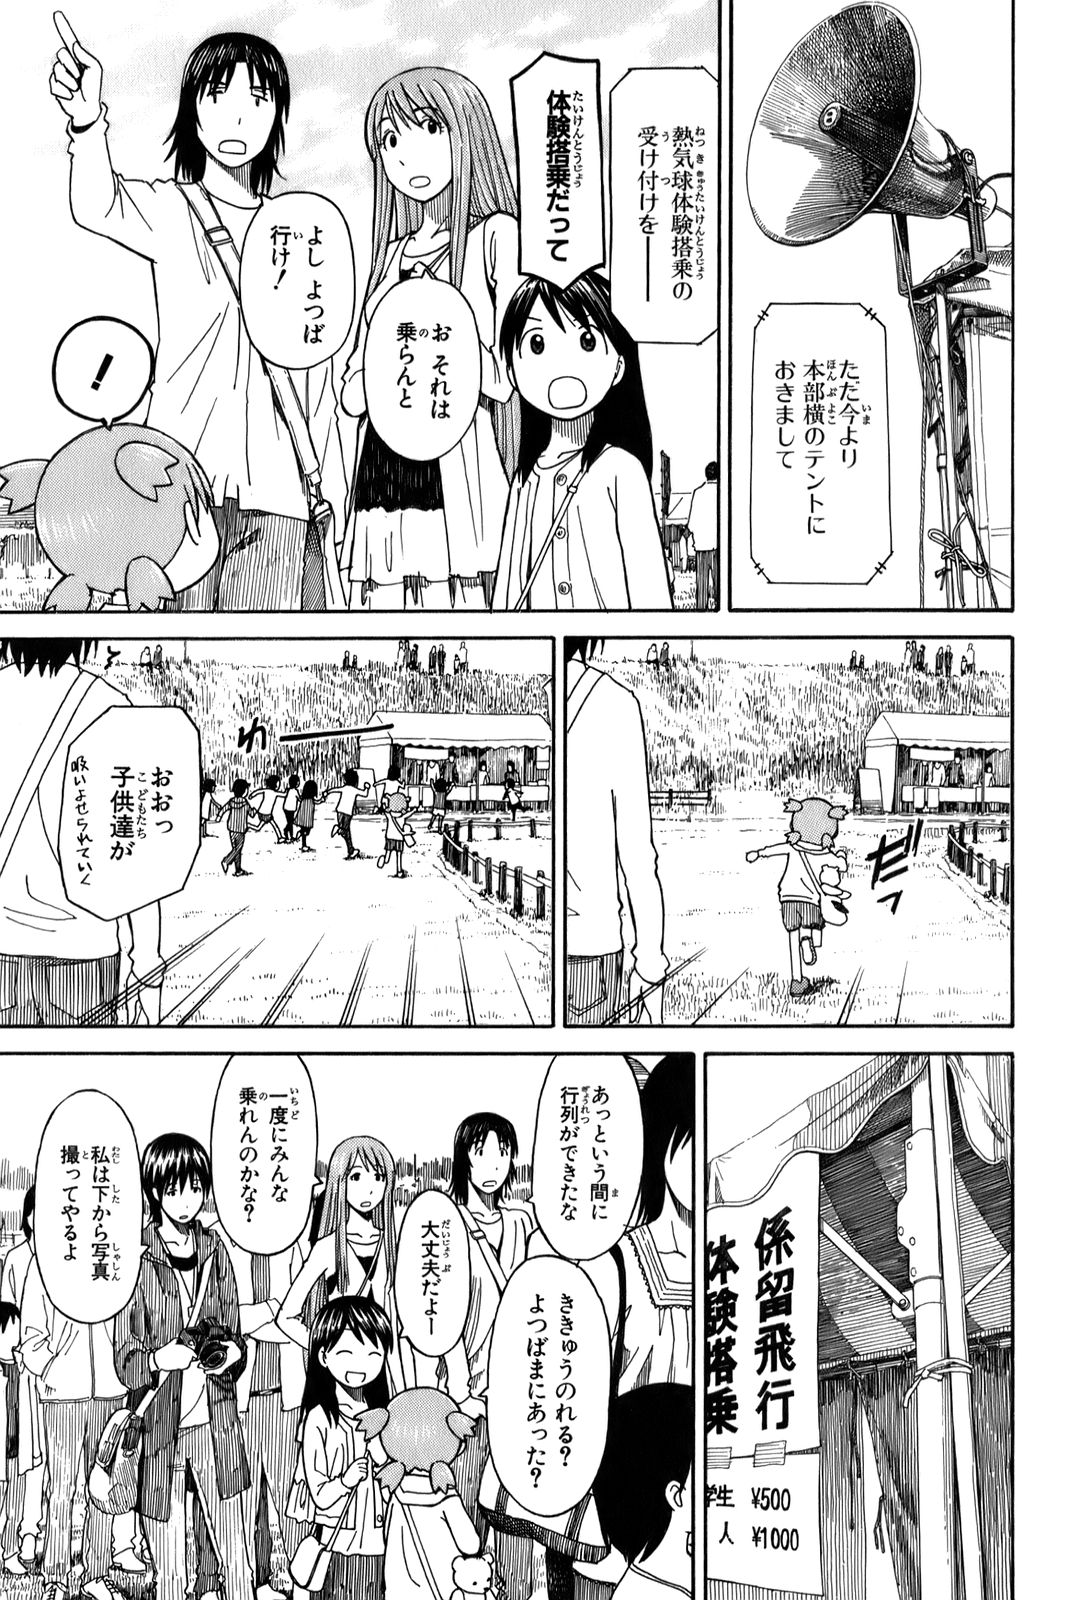 ただ今より
本部横のテントに
おきまして
熱気球体験搭乗の
受け付けを――
体験搭乗だって
お それは
乗らんと
よし よつば
行け!
!
だだっ
わーー
おおっ
子供達が
吸いよせられていく
係留飛行
体験搭乗
学生 ¥500
人 ¥1000
あっという間に
行列ができたな
ききゅうのれる?
よつばまにあった?
大丈夫だよー
一度にみんな
乗れんのかな?
私は下から写真
撮ってやるよ